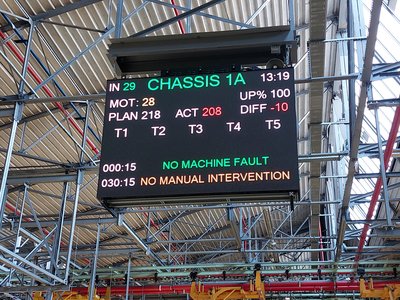 IN 29 CHASSIS 1A 13:19
MOT: 28 UP% 100
PLAN 218 ACT 208 DIFF -10
T1 T2 T3 T4 T5
000:15 NO MACHINE FAULT
030:15 NO MANUAL INTERVENTION